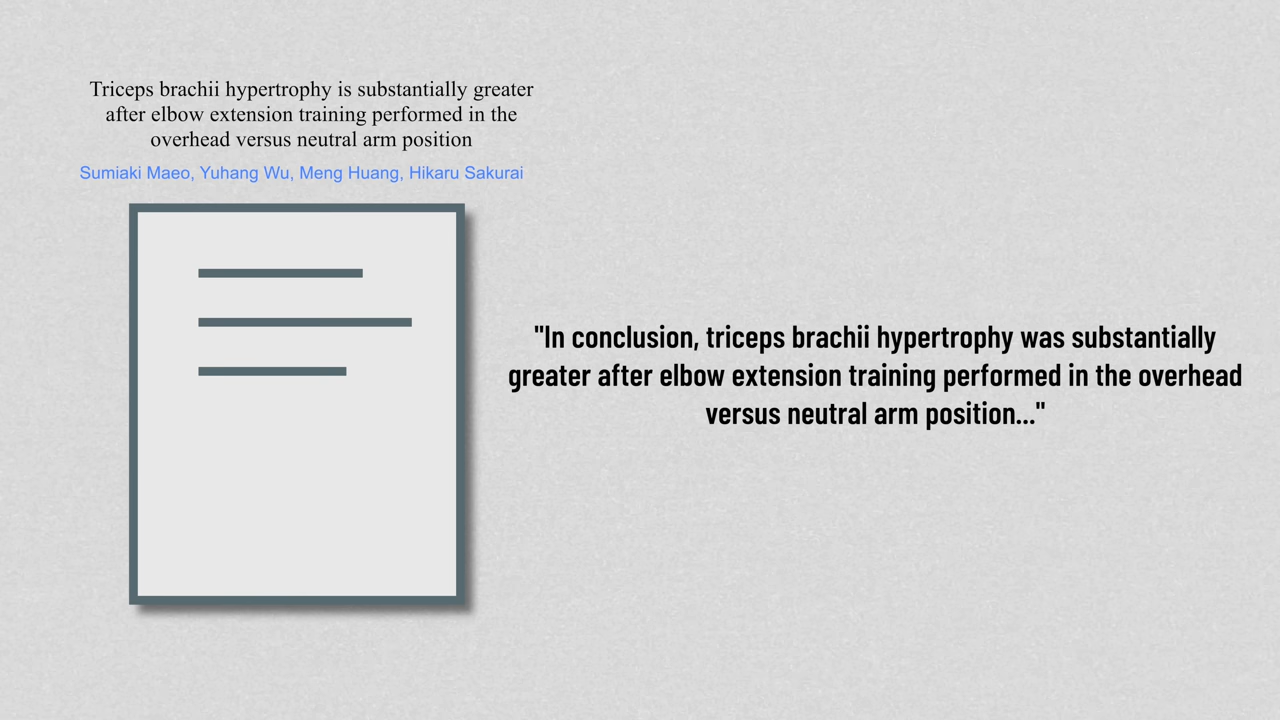 Triceps brachii hypertrophy is substantially greater
after elbow extension training performed in the
overhead versus neutral arm position
Sumiaki Maeo, Yuhang Wu, Meng Huang, Hikaru Sakurai
"In conclusion, triceps brachii hypertrophy was substantially
greater after elbow extension training performed in the overhead
versus neutral arm position..."